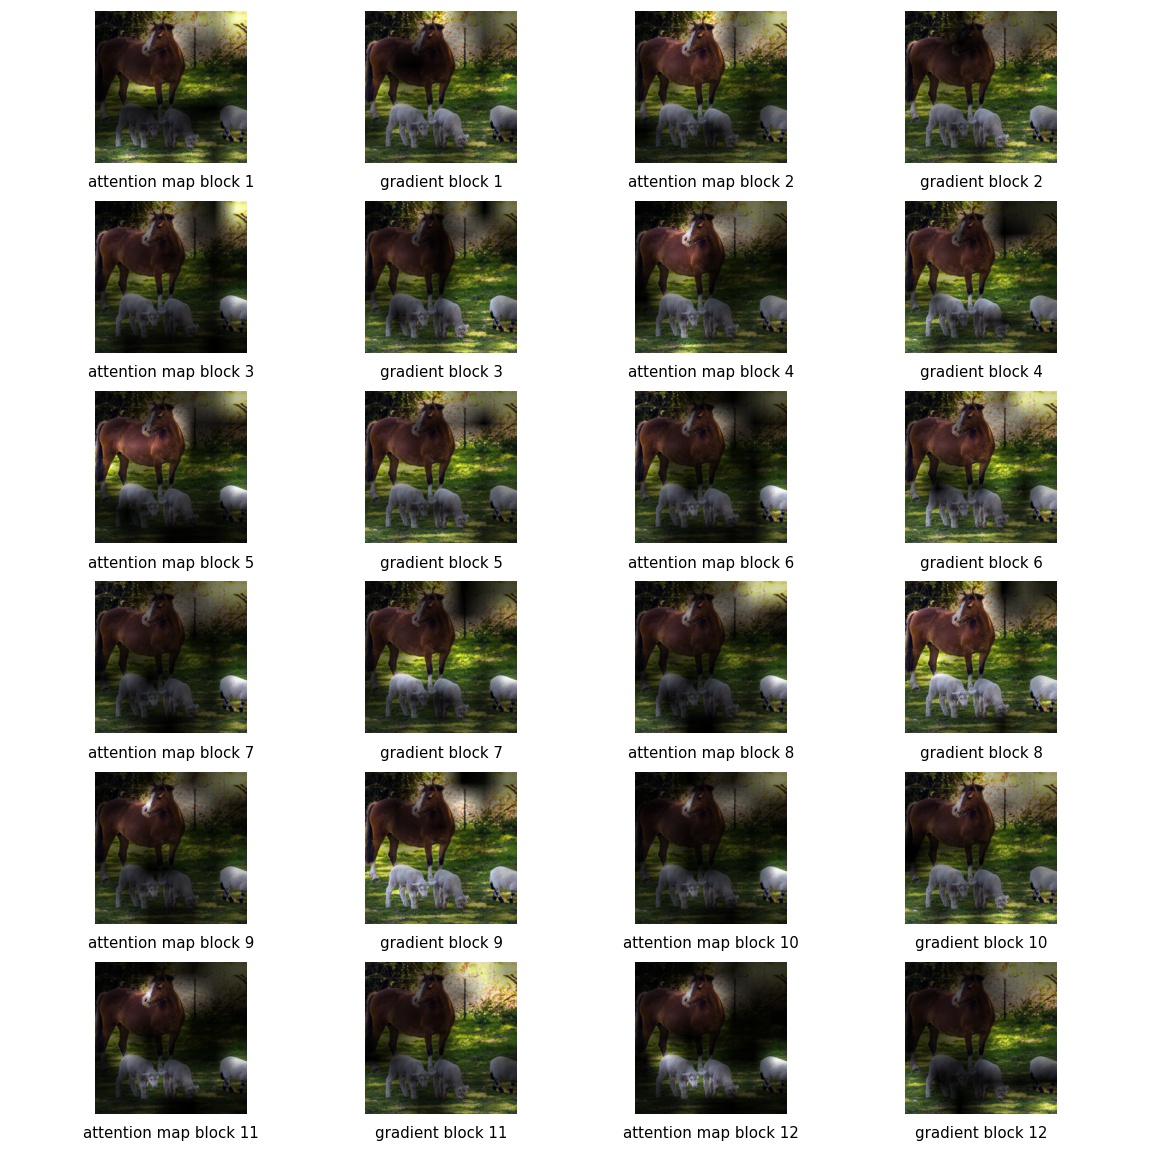 attention map block 1
gradient block 1
attention map block 2
gradient block 2
attention map block 3
gradient block 3
attention map block 4
gradient block 4
attention map block 5
gradient block 5
attention map block 6
gradient block 6
attention map block 7
gradient block 7
attention map block 8
gradient block 8
attention map block 9
gradient block 9
attention map block 10
gradient block 10
attention map block 11
gradient block 11
attention map block 12
gradient block 12